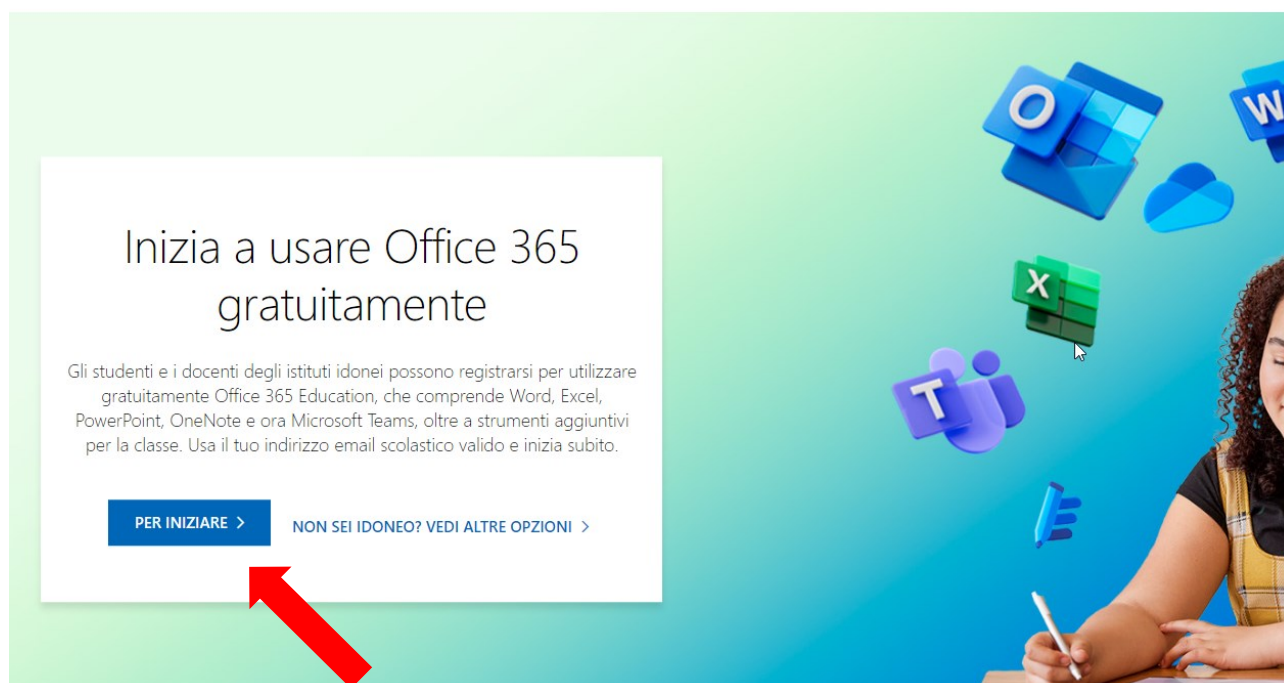 Inizia a usare Office 365
gratuitamente
Gli studenti e i docenti degli istituti idonei possono registrarsi per utilizzare
gratuitamente Office 365 Education, che comprende Word, Excel,
PowerPoint, OneNote e ora Microsoft Teams, oltre a strumenti aggiuntivi
per la classe. Usa il tuo indirizzo email scolastico valido e inizia subito.
PER INIZIARE >
NON SEI IDONEO? VEDI ALTRE OPZIONI >
O
W
X
T